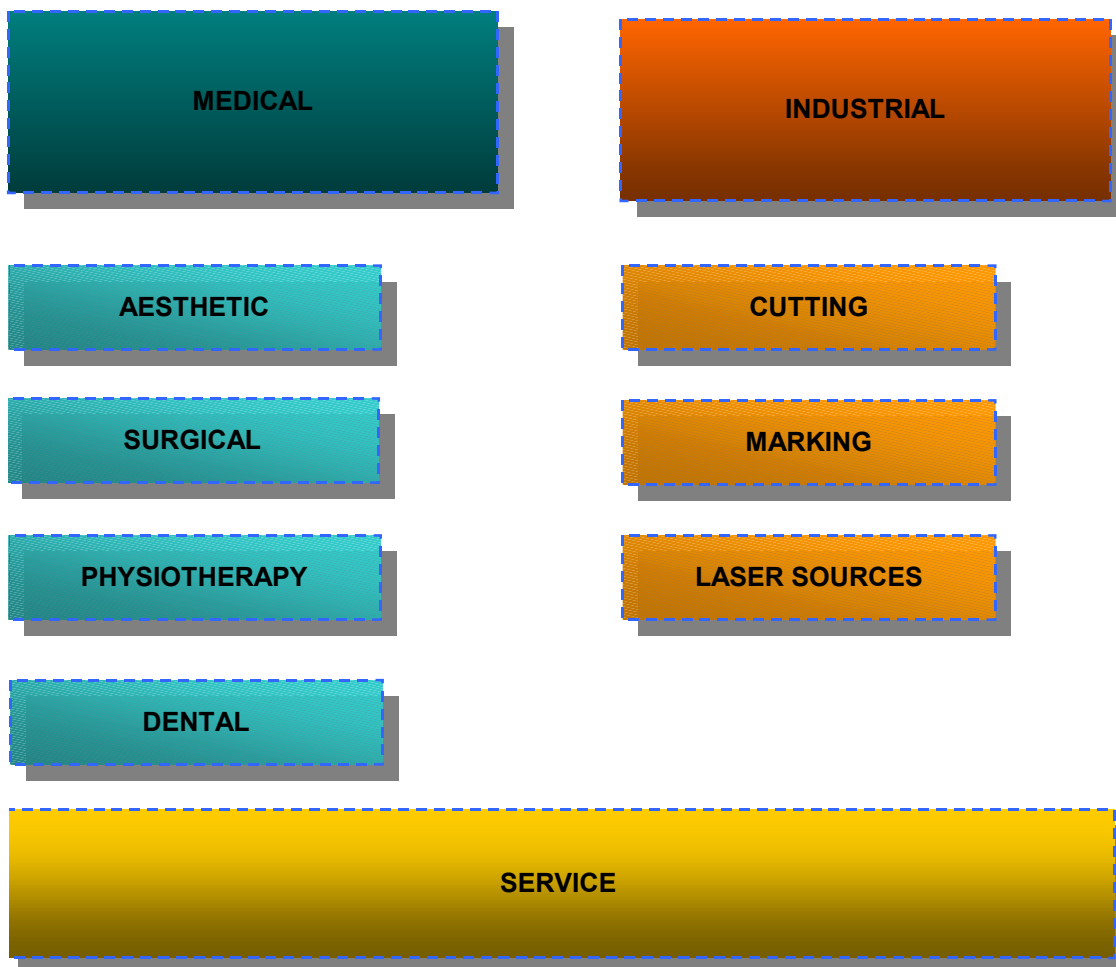 MEDICAL
INDUSTRIAL
AESTHETIC
CUTTING
SURGICAL
MARKING
PHYSIOTHERAPY
LASER SOURCES
DENTAL
SERVICE